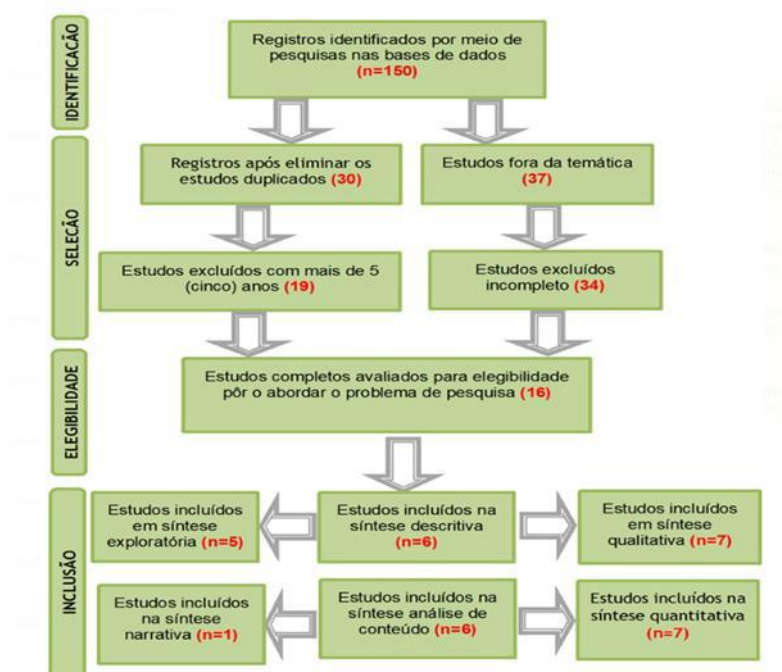 IDENTIFICAÇÃO
Registros identificados por meio de
pesquisas nas bases de dados
(n=150)
SELEÇÃO
Registros após eliminar os
estudos duplicados (30)
Estudos fora da temática
(37)
Estudos excluídos com mais de 5
(cinco) anos (19)
Estudos excluídos
incompleto (34)
ELEGIBILIDADE
Estudos completos avaliados para elegibilidade
pôr o abordar o problema de pesquisa (16)
INCLUSÃO
Estudos incluídos
em síntese
exploratória (n=5)
Estudos incluídos na
síntese descritiva
(n=6)
Estudos incluídos
em síntese
qualitativa (n=7)
Estudos incluídos
na síntese
narrativa (n=1)
Estudos incluídos na
síntese análise de
conteúdo (n=6)
Estudos incluídos na
síntese quantitativa
(n=7)